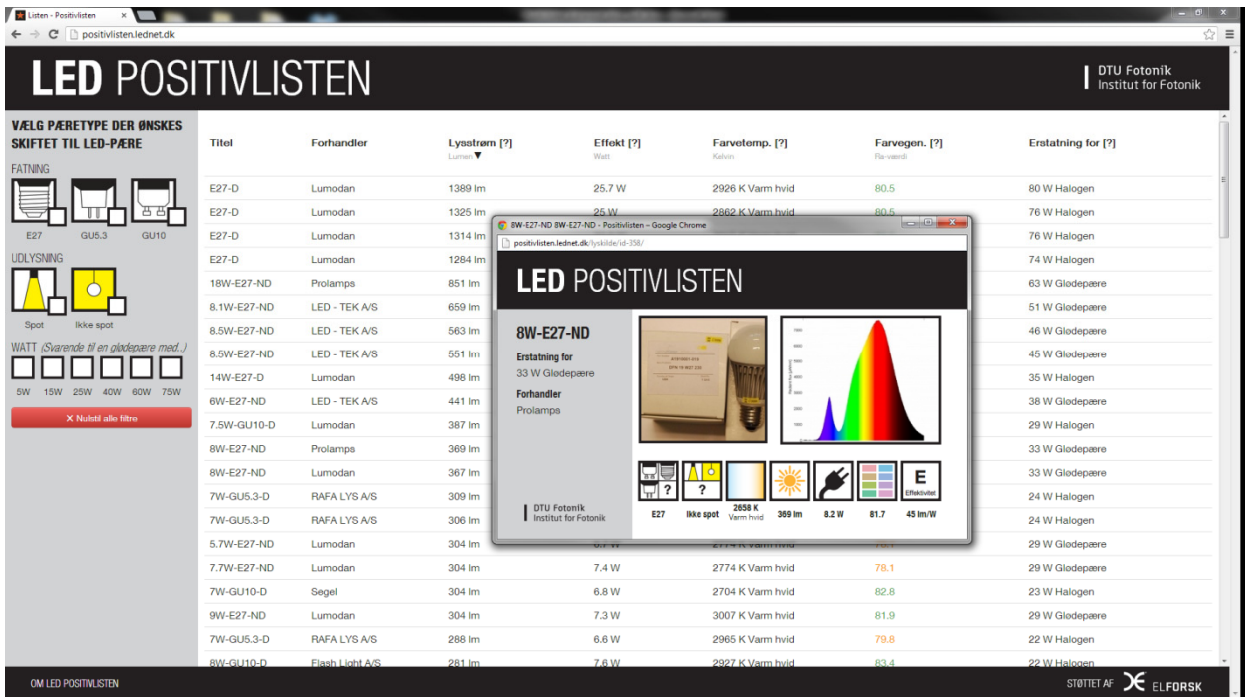 Listen - Positivlisten
positivlisten.lednet.dk
LED POSITIVLISTEN
DTU Fotonik
Institut for Fotonik
VÆLG PÆRETYPE DER ØNSKES
SKIFTET TIL LED-PÆRE
FATNING
E27 GU5.3 GU10
UDLYSNING
Spot Ikke spot
WATT (Svarende til en glødepære med..)
5W 15W 25W 40W 60W 75W
X Nulstil alle filtre
Titel Forhandler Lysstrøm [?] Effekt [?] Farvetemp. [?] Farvegen. [?] Erstatning for [?]
Lumen▼ Watt Kelvin Ra-værdi
E27-D Lumodan 1389 lm 25.7 W 2926 K Varm hvid 80.5 80 W Halogen
E27-D Lumodan 1325 lm 25 W 2862 K Varm hvid 80.5 76 W Halogen
E27-D Lumodan 1314 lm 76 W Halogen
E27-D Lumodan 1284 lm 74 W Halogen
18W-E27-ND Prolamps 851 lm 63 W Glødepære
8.1W-E27-ND LED - TEK A/S 659 lm 51 W Glødepære
8.5W-E27-ND LED - TEK A/S 563 lm 46 W Glødepære
8.5W-E27-ND LED - TEK A/S 551 lm 45 W Glødepære
14W-E27-D Lumodan 498 lm 35 W Halogen
6W-E27-ND LED - TEK A/S 441 lm 38 W Glødepære
7.5W-GU10-D Lumodan 387 lm 29 W Halogen
8W-E27-ND Prolamps 369 lm 33 W Glødepære
8W-E27-ND Lumodan 367 lm 33 W Glødepære
7W-GU5.3-D RAFA LYS A/S 309 lm 24 W Halogen
7W-GU5.3-D RAFA LYS A/S 306 lm 24 W Halogen
5.7W-E27-ND Lumodan 304 lm 2774 K Varm hvid 29 W Glødepære
7.7W-E27-ND Lumodan 304 lm 7.4 W 2774 K Varm hvid 78.1 29 W Glødepære
7W-GU10-D Segel 304 lm 6.8 W 2704 K Varm hvid 82.8 23 W Halogen
9W-E27-ND Lumodan 304 lm 7.3 W 3007 K Varm hvid 81.9 29 W Glødepære
7W-GU5.3-D RAFA LYS A/S 288 lm 6.6 W 2965 K Varm hvid 79.8 22 W Halogen
8W-GU10-D Flash Light A/S 281 lm 7.6 W 2927 K Varm hvid 83.4 22 W Halogen
8W-E27-ND 8W-E27-ND - Positivlisten – Google Chrome
positivlisten.lednet.dk/lyskilde/id-358/
LED POSITIVLISTEN
8W-E27-ND
Erstatning for
33 W Glødepære
Forhandler
Prolamps
DTU Fotonik
Institut for Fotonik
? ? E
Effektivitet
E27 Ikke spot 2658 K 369 lm 8.2 W 81.7 45 lm/W
Varm hvid
OM LED POSITIVLISTEN
STØTTET AF ELFORSK